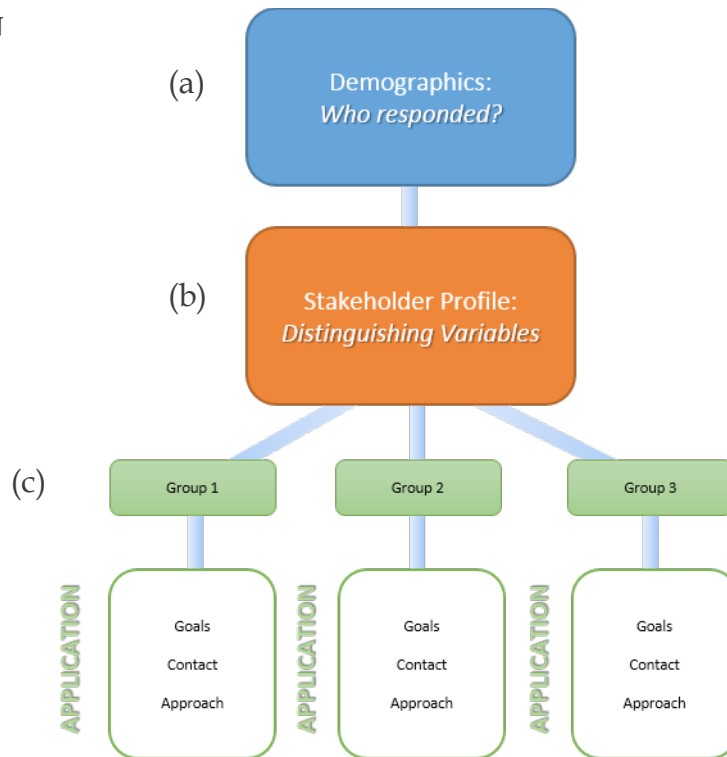 (a)
Demographics:
Who responded?
(b)
Stakeholder Profile:
Distinguishing Variables
(c)
Group 1
Group 2
Group 3
APPLICATION
Goals
Contact
Approach
APPLICATION
Goals
Contact
Approach
APPLICATION
Goals
Contact
Approach